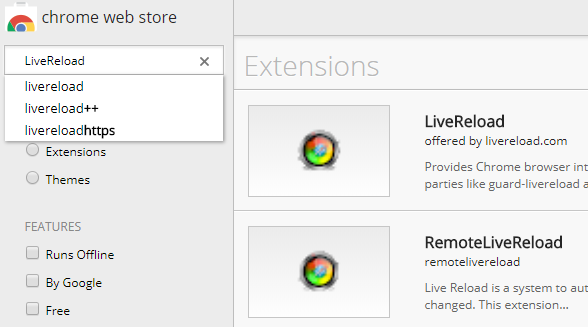 chrome web store
LiveReload
livereload
livereload++
livereloadhttps
Extensions
Themes
FEATURES
Runs Offline
By Google
Free
Extensions
LiveReload
offered by livereload.com
Provides Chrome browser int
parties like guard-livereload a
RemoteLiveReload
remotelivereload
Live Reload is a system to aut
changed. This extension...